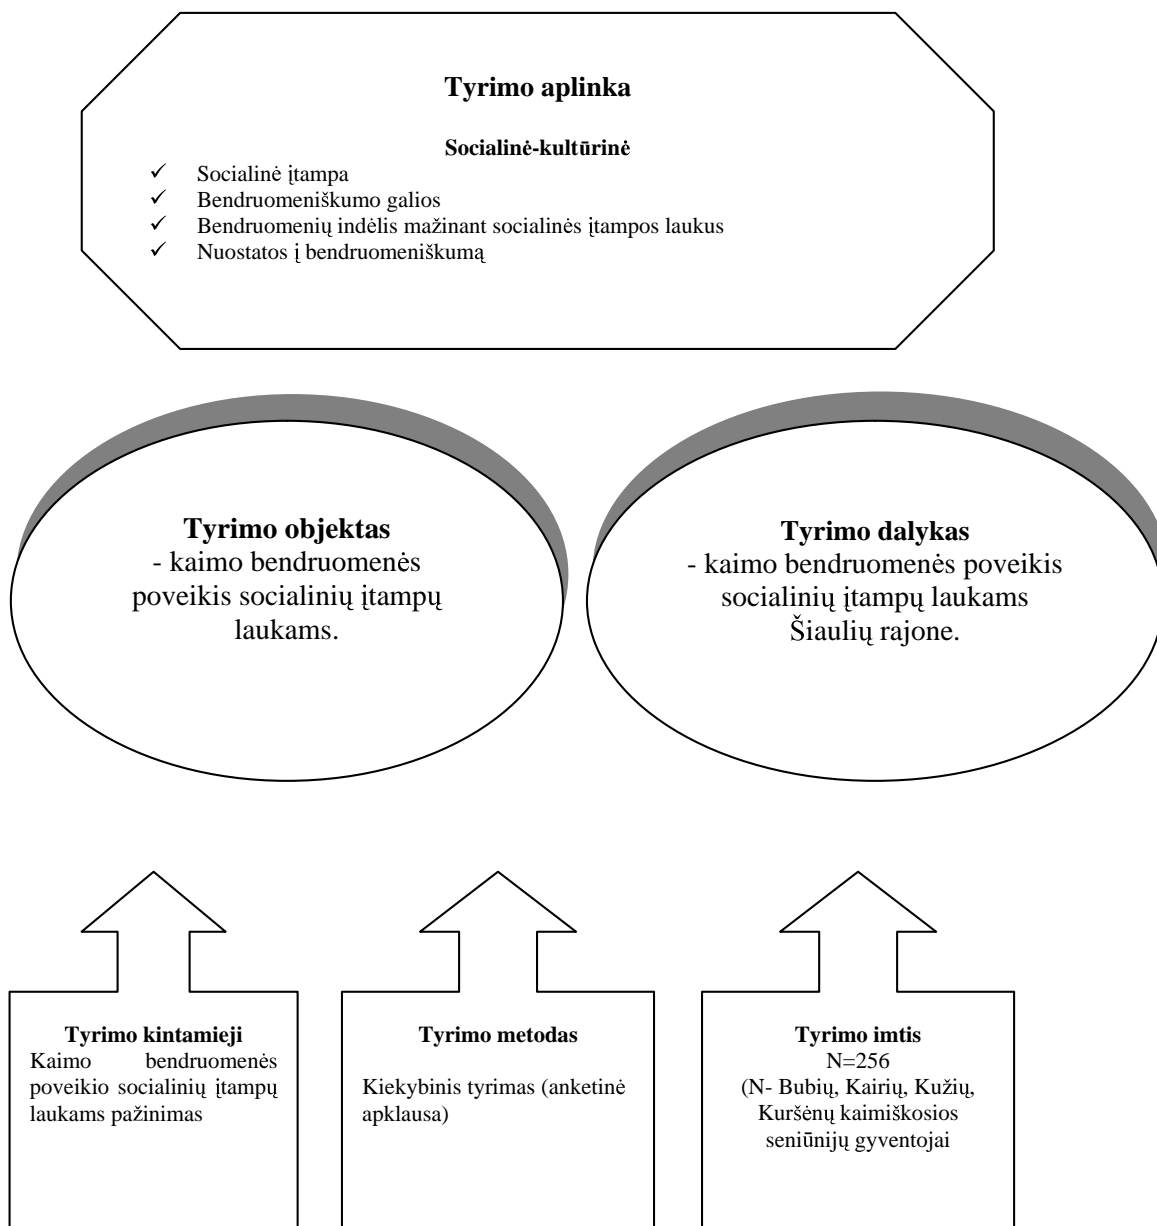 Tyrimo aplinka
Socialinė-kultūrinė
✓ Socialinė įtampa
✓ Bendruomeniškumo galios
✓ Bendruomenių indėlis mažinant socialinės įtampos laukus
✓ Nuostatos į bendruomeniškumą
Tyrimo objektas
- kaimo bendruomenės
poveikis socialinių įtampų
laukams.
Tyrimo dalykas
- kaimo bendruomenės poveikis
socialinių įtampų laukams
Šiaulių rajone.
Tyrimo kintamieji
Kaimo bendruomenės
poveikio socialinių įtampų
laukams pažinimas
Tyrimo metodas
Kiekybinis tyrimas (anketinė
apklausa)
Tyrimo imtis
N=256
(N- Bubių, Kairių, Kužių,
Kuršėnų kaimiškosios
seniūnijų gyventojai